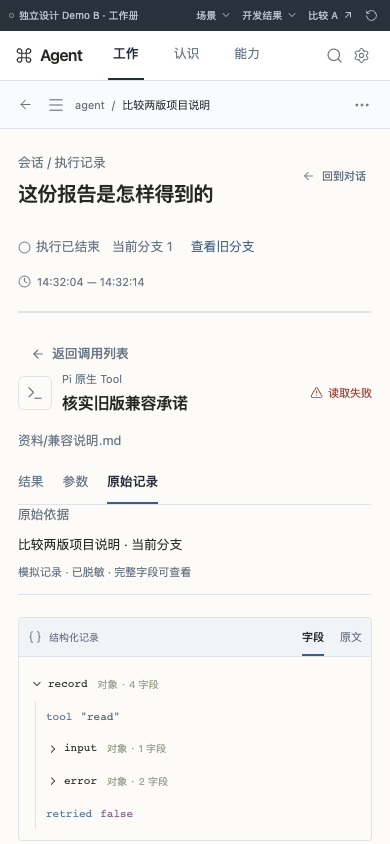 独立设计 Demo B · 工作册 场景 开发结果 比较 A
Agent 工作 认识 能力
agent / 比较两版项目说明
会话 / 执行记录
回到对话
这份报告是怎样得到的
执行已结束 当前分支 1 查看旧分支
14:32:04 — 14:32:14
返回调用列表
Pi 原生 Tool
核实旧版兼容承诺
读取失败
资料/兼容说明.md
结果 参数 原始记录
原始依据
比较两版项目说明 · 当前分支
模拟记录 · 已脱敏 · 完整字段可查看
{ } 结构化记录 字段 原文
record 对象 · 4 字段
tool "read"
input 对象 · 1 字段
error 对象 · 2 字段
retried false